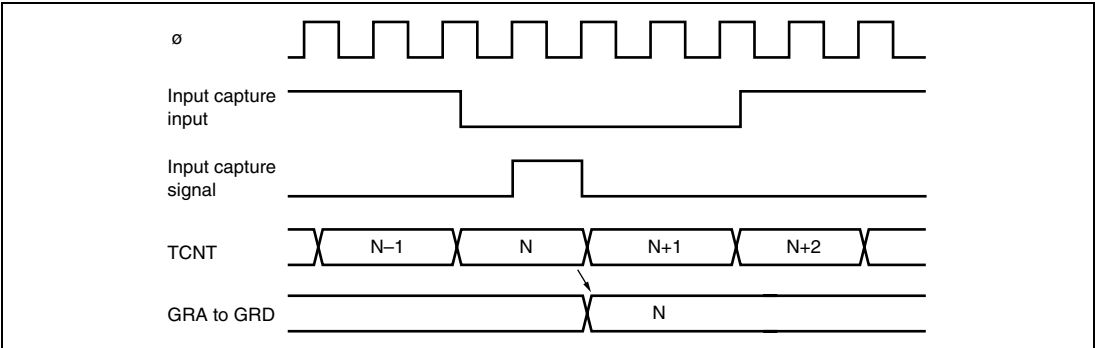 ø
Input capture
input
Input capture
signal
TCNT
N–1
N
N+1
N+2
GRA to GRD
N